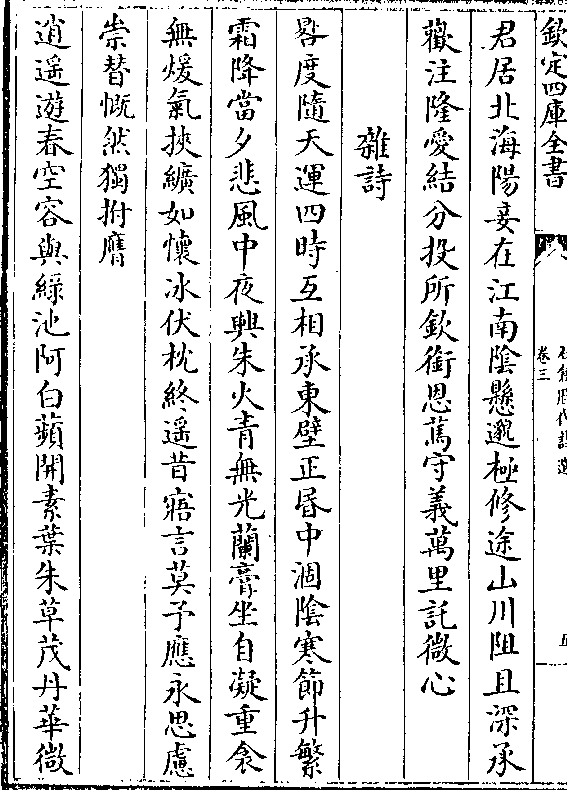 欽定四庫全書
卷三
君居北海陽妾在江南陰懸邈極修途山川阻且深承
歡注隆愛結分投所欽銜恩篤守義萬里託微心
雜詩
晷度隨天運四時互相承東壁正昏中涸陰寒節升繁
霜降當夕悲風中夜興朱火青無光蘭膏坐自凝重衾
無煖氣挾纊如懷冰伏枕終遥昔寤言莫予應永思慮
崇替慨然獨拊膺
逍遥遊春空容與緑池阿白蘋開素葉朱草茂丹華微